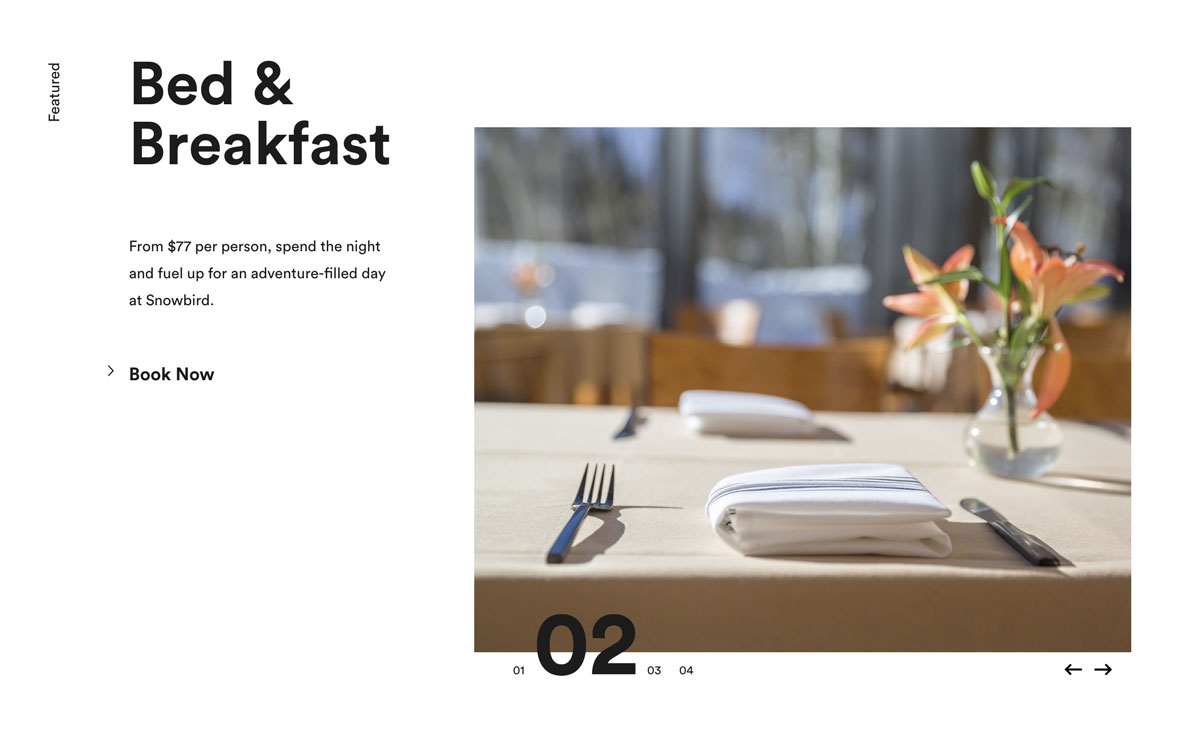 Featured
Bed &
Breakfast
From $77 per person, spend the night
and fuel up for an adventure-filled day
at Snowbird.
Book Now
01 02 03 04